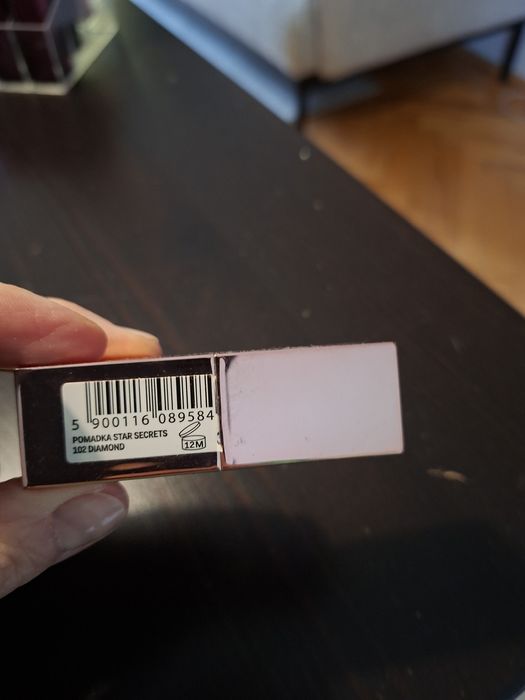 5 900116 089584
POMADKA STAR SECRETS
102 DIAMOND
12M